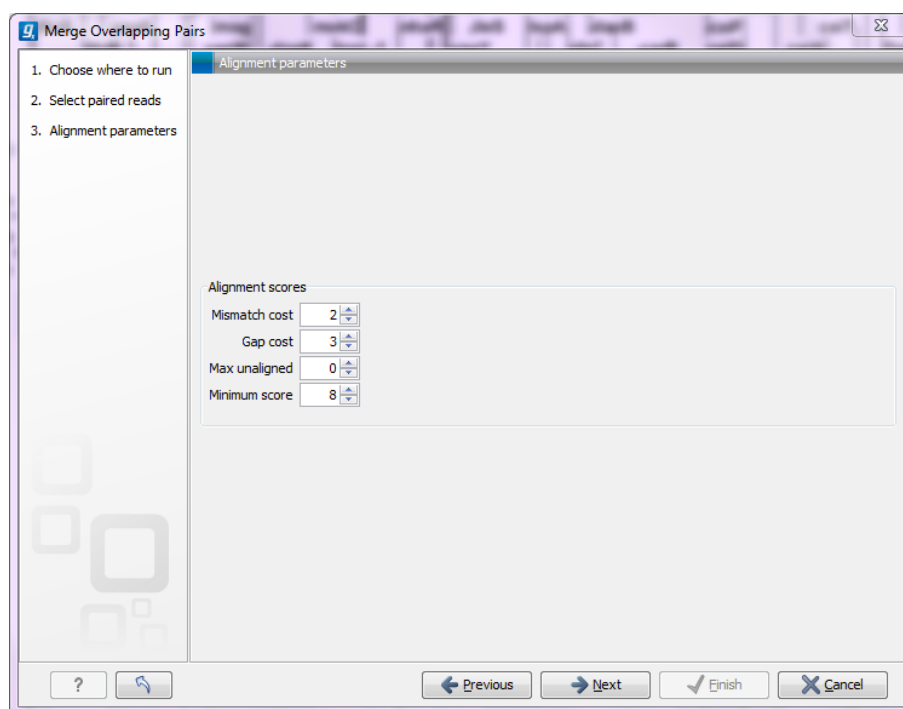 Merge Overlapping Pairs
1. Choose where to run
2. Select paired reads
3. Alignment parameters
Alignment parameters
Alignment scores
Mismatch cost 2
Gap cost 3
Max unaligned 0
Minimum score 8
?
Previous Next Finish Cancel